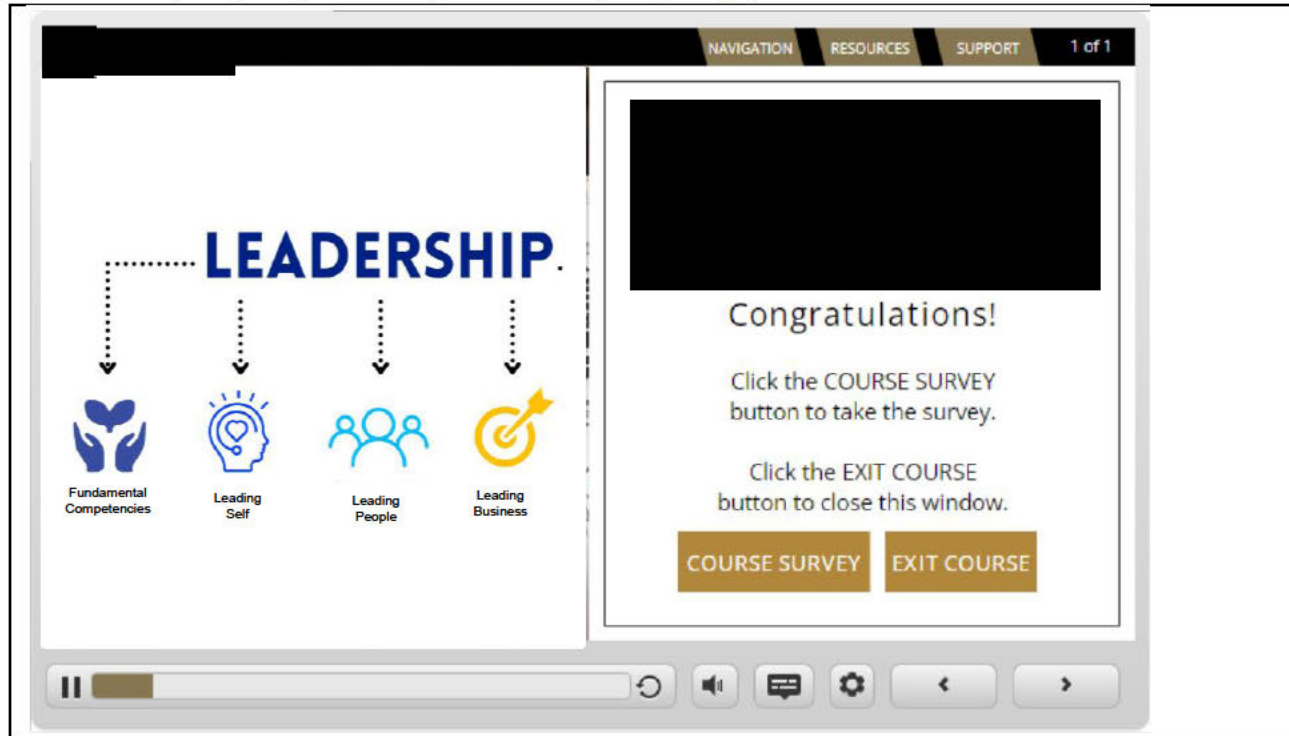 NAVIGATION RESOURCES SUPPORT 1 of 1
LEADERSHIP
Fundamental
Competencies
Leading
Self
Leading
People
Leading
Business
Congratulations!
Click the COURSE SURVEY
button to take the survey.
Click the EXIT COURSE
button to close this window.
COURSE SURVEY EXIT COURSE